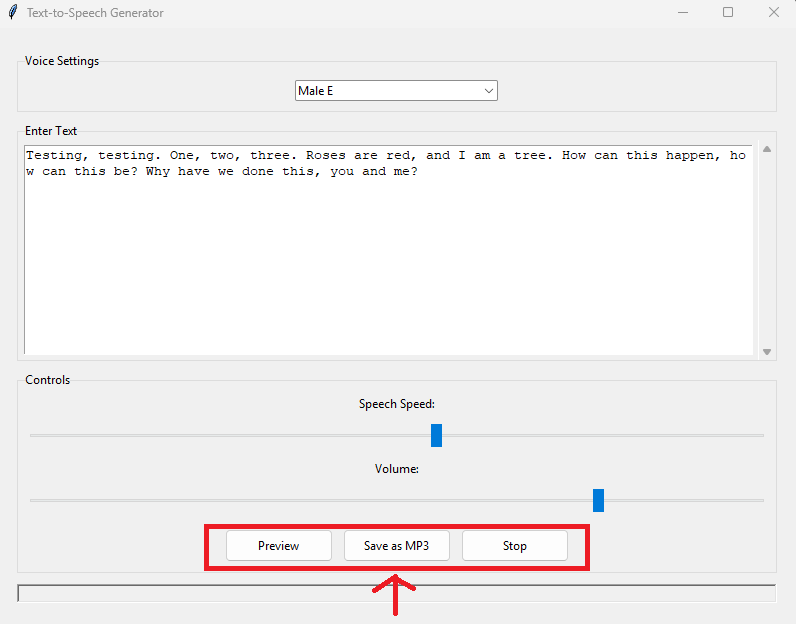 Text-to-Speech Generator
Voice Settings
Male E
Enter Text
Testing, testing. One, two, three. Roses are red, and I am a tree. How can this happen, ho
w can this be? Why have we done this, you and me?
Controls
Speech Speed:
Volume:
Preview Save as MP3 Stop